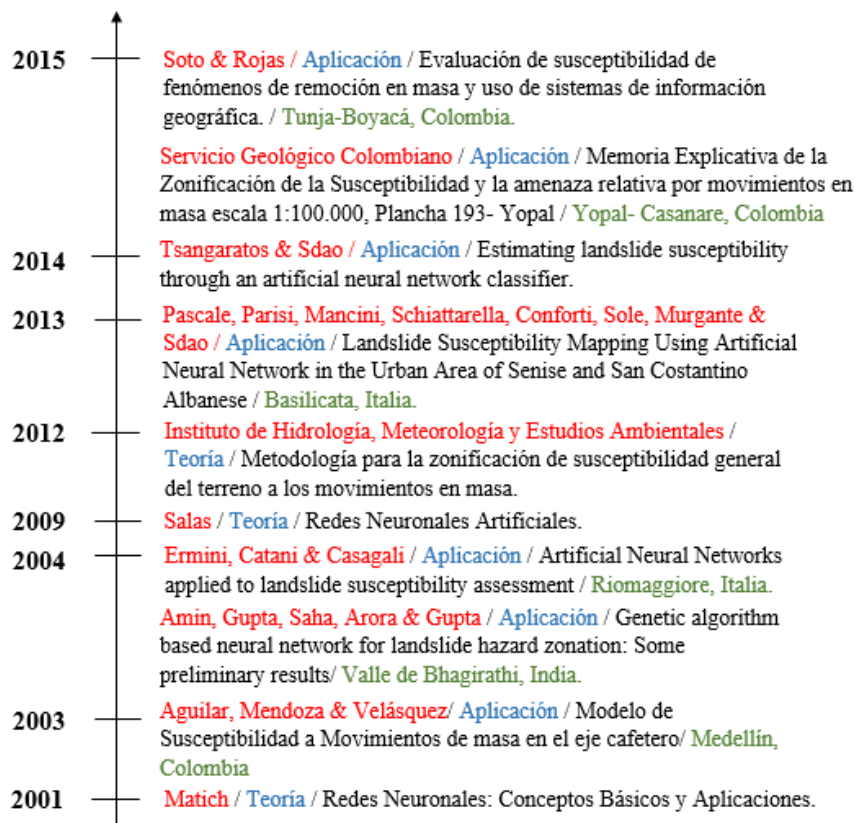 2015 Soto & Rojas / Aplicación / Evaluación de susceptibilidad de
fenómenos de remoción en masa y uso de sistemas de información
geográfica. / Tunja-Boyacá, Colombia.
Servicio Geológico Colombiano / Aplicación / Memoria Explicativa de la
Zonificación de la Susceptibilidad y la amenaza relativa por movimientos en
masa escala 1:100.000, Plancha 193- Yopal / Yopal- Casanare, Colombia
2014 Tsangaratos & Sdao / Aplicación / Estimating landslide susceptibility
through an artificial neural network classifier.
2013 Pascale, Parisi, Mancini, Schiattarella, Conforti, Sole, Murgante &
Sdao / Aplicación / Landslide Susceptibility Mapping Using Artificial
Neural Network in the Urban Area of Senise and San Costantino
Albanese / Basilicata, Italia.
2012 Instituto de Hidrología, Meteorología y Estudios Ambientales /
Teoría / Metodología para la zonificación de susceptibilidad general
del terreno a los movimientos en masa.
2009 Salas / Teoría / Redes Neuronales Artificiales.
2004 Ermini, Catani & Casagali / Aplicación / Artificial Neural Networks
applied to landslide susceptibility assessment / Riomaggiore, Italia.
Amin, Gupta, Saha, Arora & Gupta / Aplicación / Genetic algorithm
based neural network for landslide hazard zonation: Some
preliminary results/ Valle de Bhagirathi, India.
2003 Aguilar, Mendoza & Velásquez/ Aplicación / Modelo de
Susceptibilidad a Movimientos de masa en el eje cafetero/ Medellín,
Colombia
2001 Matich / Teoría / Redes Neuronales: Conceptos Básicos y Aplicaciones.